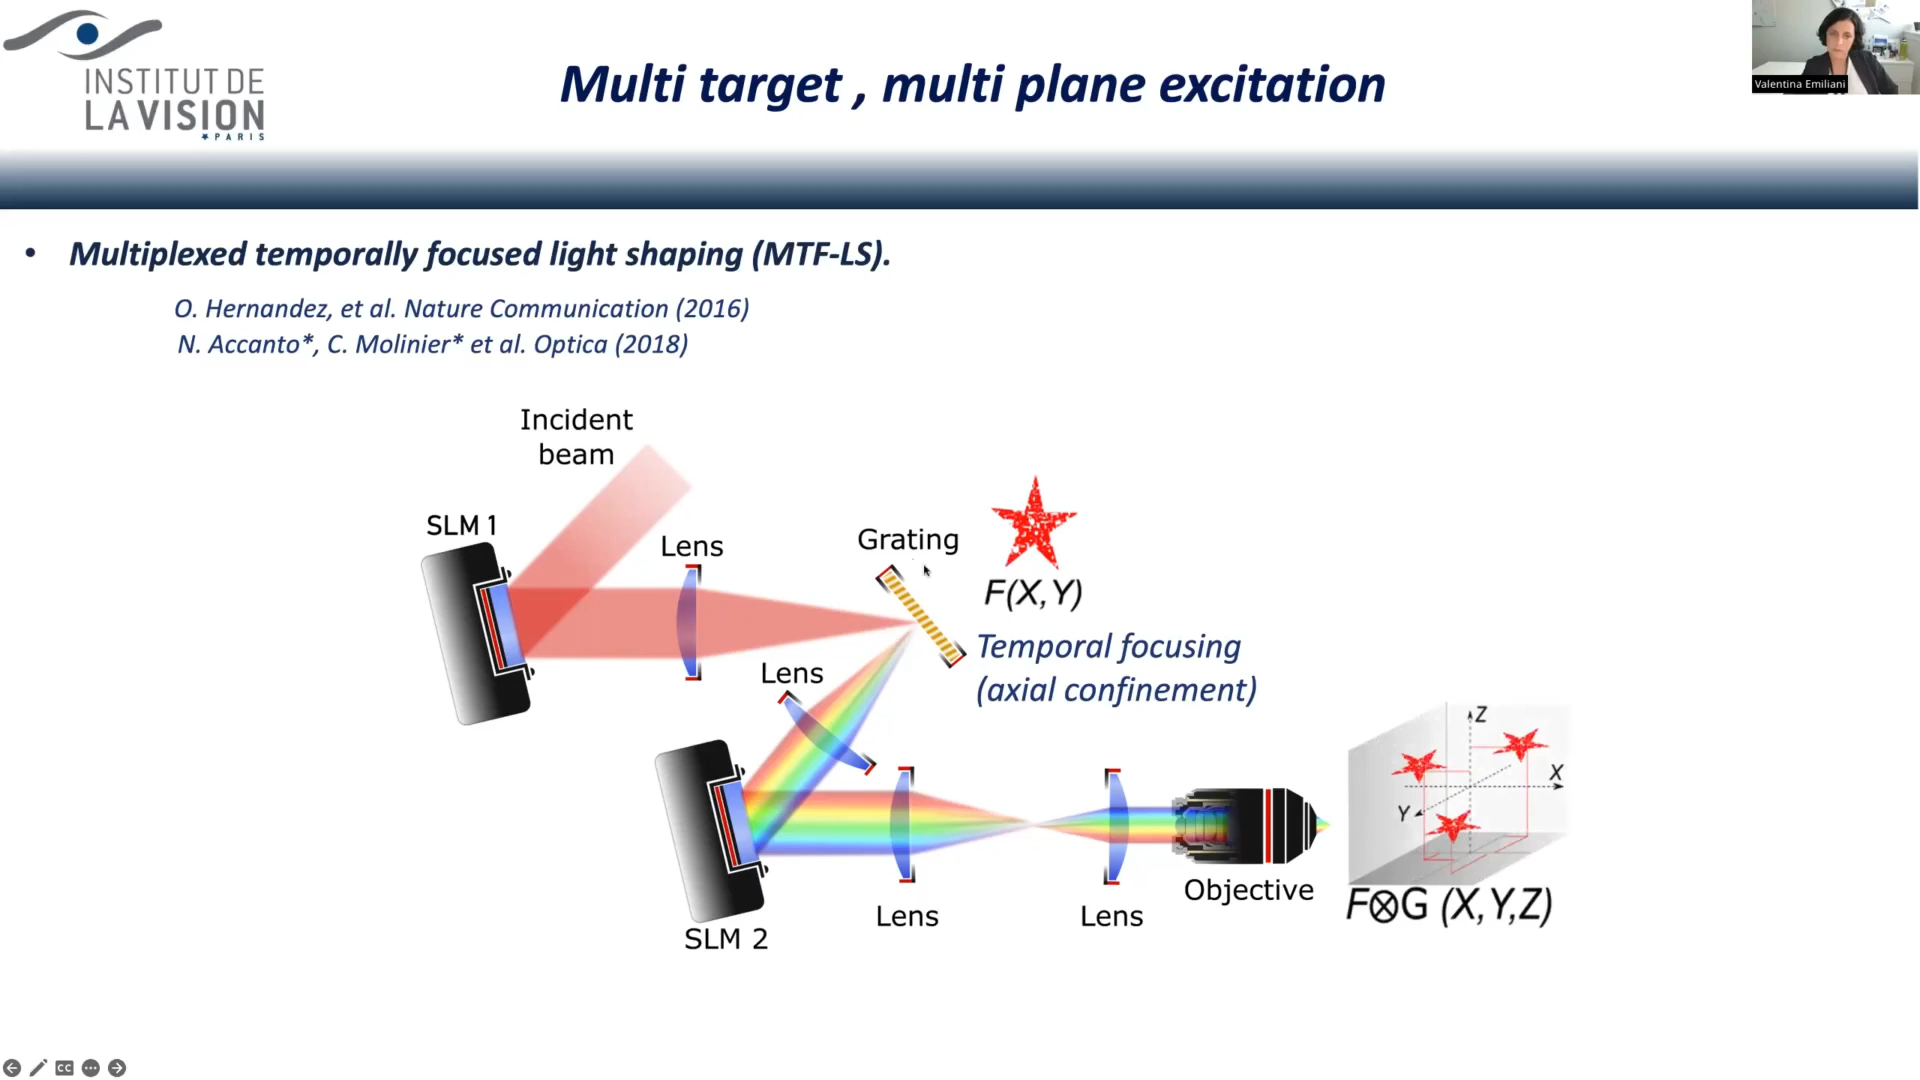 INSTITUT DE
LA VISION
PARIS
Multi target , multi plane excitation
Valentina Emiliani
• Multiplexed temporally focused light shaping (MTF-LS).
O. Hernandez, et al. Nature Communication (2016)
N. Accanto*, C. Molinier* et al. Optica (2018)
Incident
beam
SLM 1
Lens
Grating
F(X,Y)
Temporal focusing
(axial confinement)
Lens
Z
X
Y
Objective
F⊗G (X,Y,Z)
Lens
Lens
SLM 2
CC